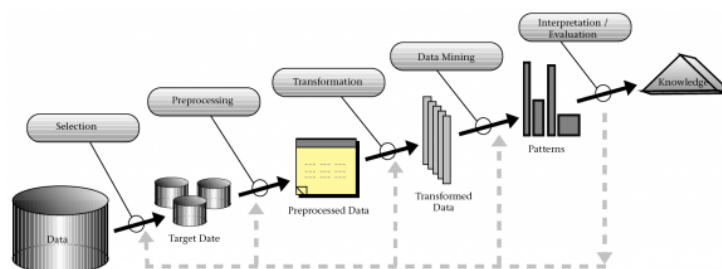 Interpretation /
Evaluation
Data Mining
Transformation
Preprocessing
Selection
Knowledge
Patterns
Transformed
Data
Preprocessed Data
Target Date
Data